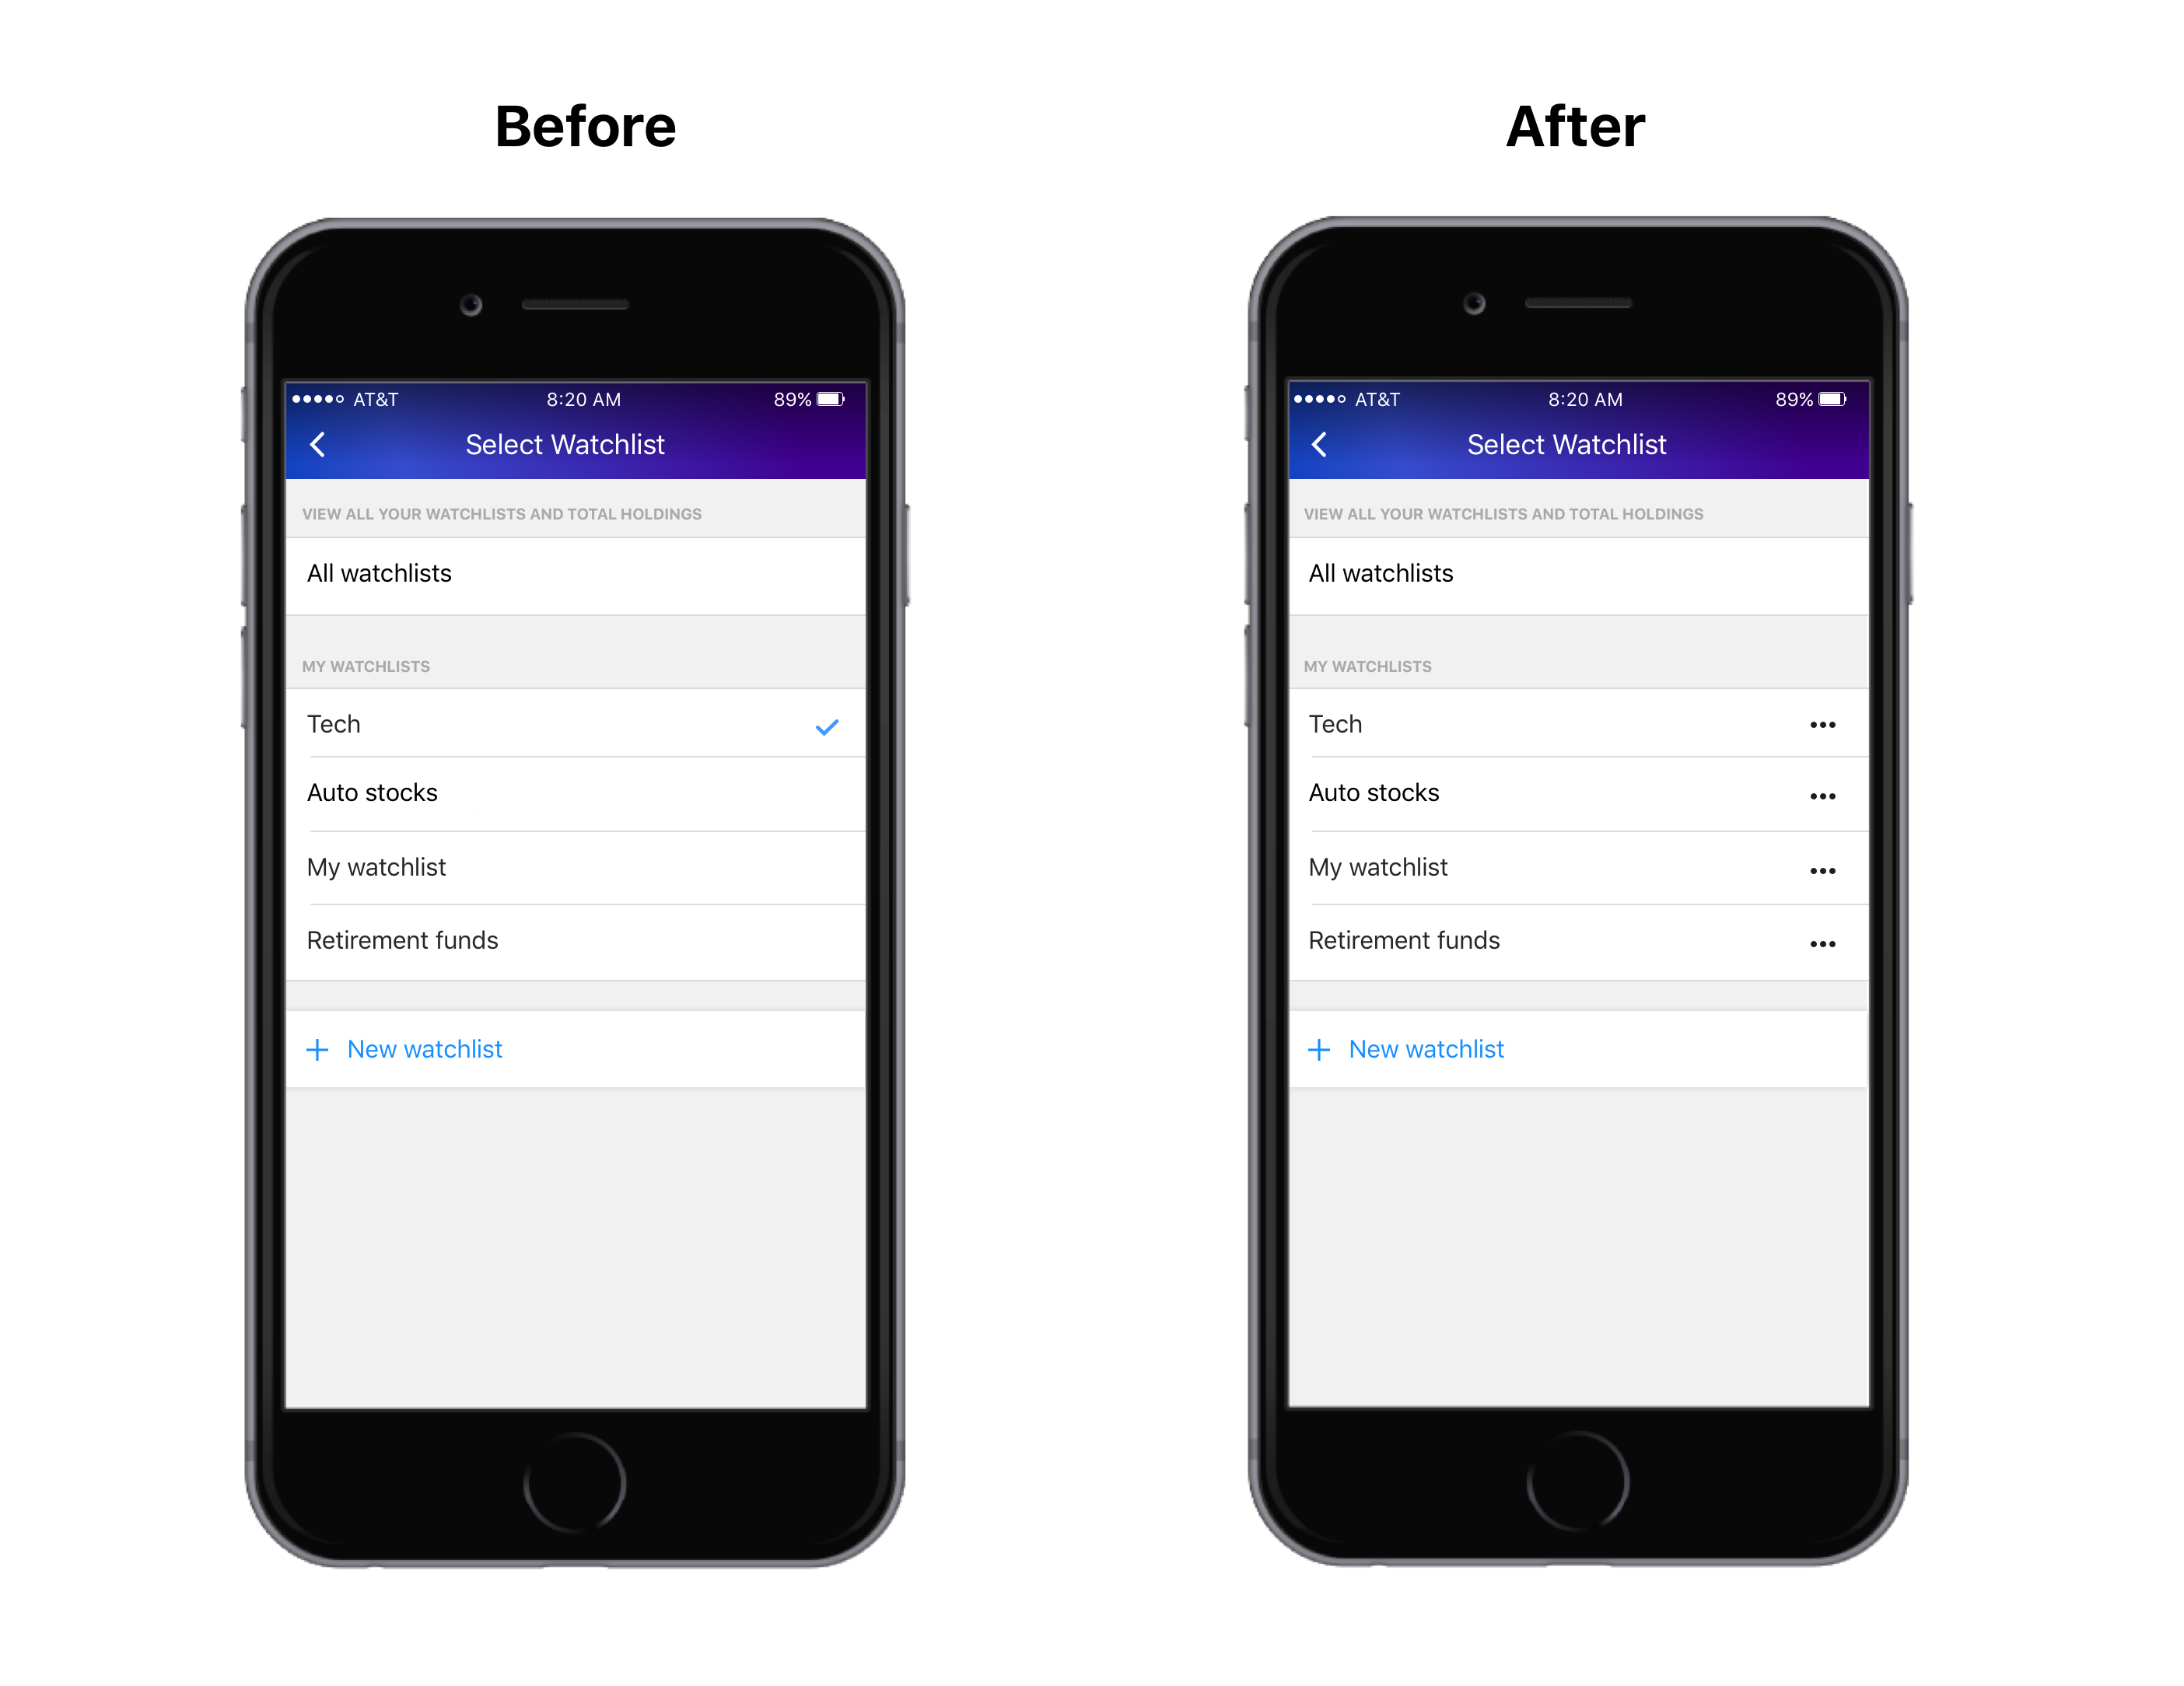 Before
AT&T 8:20 AM 89%
Select Watchlist
VIEW ALL YOUR WATCHLISTS AND TOTAL HOLDINGS
All watchlists
MY WATCHLISTS
Tech
Auto stocks
My watchlist
Retirement funds
+ New watchlist
After
AT&T 8:20 AM 89%
Select Watchlist
VIEW ALL YOUR WATCHLISTS AND TOTAL HOLDINGS
All watchlists
MY WATCHLISTS
Tech
Auto stocks
My watchlist
Retirement funds
+ New watchlist